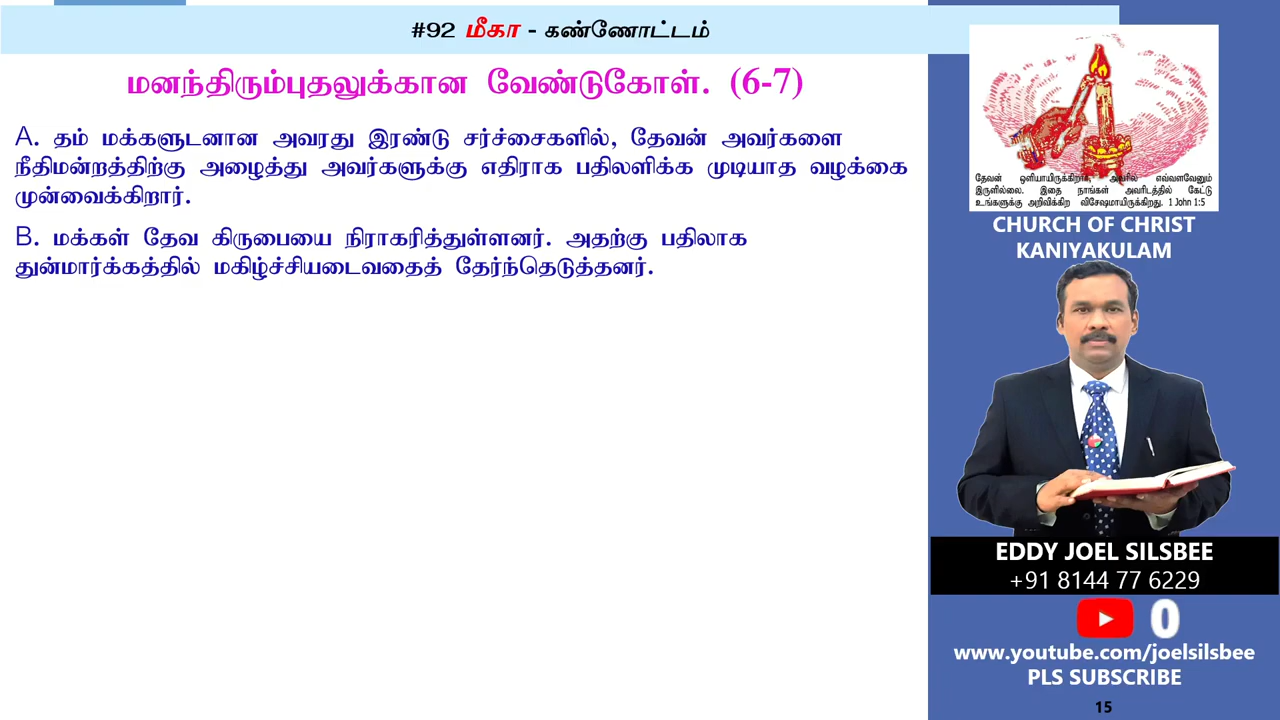 #92 மீகா - கண்ணோட்டம்
மனந்திரும்புதலுக்கான வேண்டுகோள். (6-7)
A. தம் மக்களுடனான அவரது இரண்டு சர்ச்சைகளில், தேவன் அவர்களை
நீதிமன்றத்திற்கு அழைத்து அவர்களுக்கு எதிராக பதிலளிக்க முடியாத வழக்கை
முன்வைக்கிறார்.
B. மக்கள் தேவ கிருபையை நிராகரித்துள்ளனர். அதற்கு பதிலாக
துன்மார்க்கத்தில் மகிழ்ச்சியடைவதைத் தேர்ந்தெடுத்தனர்.
தேவன் ஒளியாயிருக்கிறார், அவரில் எவ்வளவேனும்
இருளில்லை. இதை நாங்கள் அவரிடத்தில் கேட்டு
உங்களுக்கு அறிவிக்கிற விசேஷமாயிருக்கிறது. 1 John 1:5
CHURCH OF CHRIST
KANIYAKULAM
EDDY JOEL SILSBEE
+91 8144 77 6229
0
www.youtube.com/joelsilsbee
PLS SUBSCRIBE
15